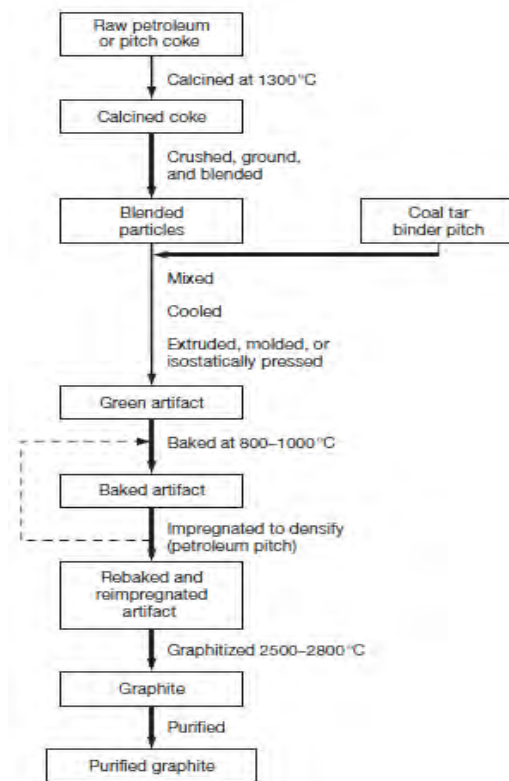 Raw petroleum
or pitch coke
Calcined at 1300°C
Calcined coke
Crushed, ground,
and blended
Blended
particles
Coal tar
binder pitch
Mixed
Cooled
Extruded, molded, or
isostatically pressed
Green artifact
Baked at 800–1000°C
Baked artifact
Impregnated to densify
(petroleum pitch)
Rebaked and
reimpregnated
artifact
Graphitized 2500–2800°C
Graphite
Purified
Purified graphite